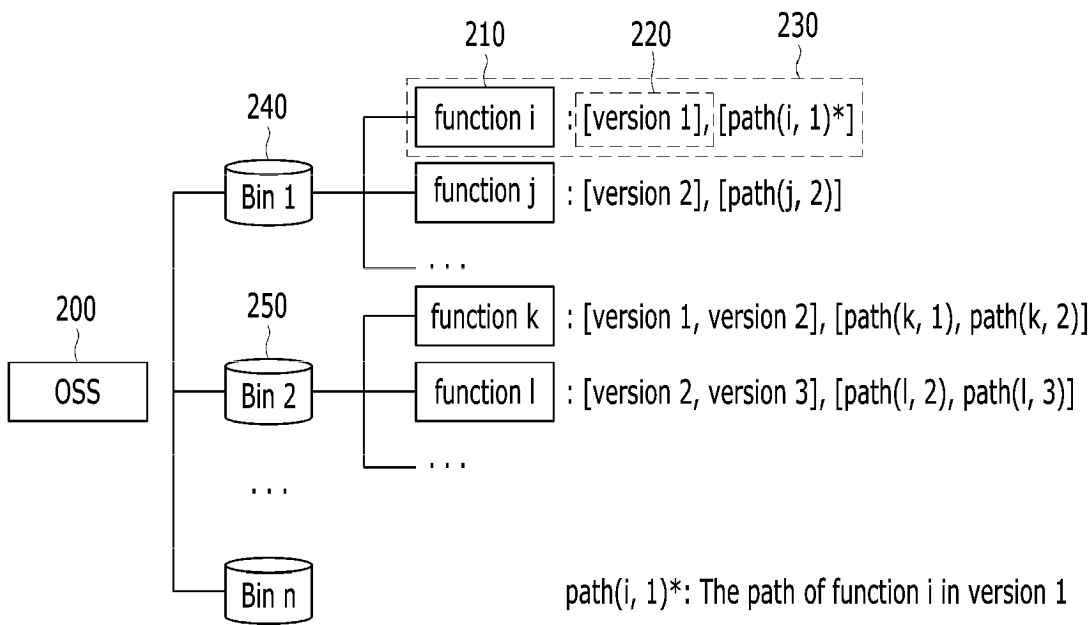 210 220 230
240 function i : [version 1], [path(i, 1)*]
Bin 1 function j : [version 2], [path(j, 2)]
. . .
200 250 function k : [version 1, version 2], [path(k, 1), path(k, 2)]
OSS Bin 2 function l : [version 2, version 3], [path(l, 2), path(l, 3)]
. . .
. . .
Bin n path(i, 1)*: The path of function i in version 1